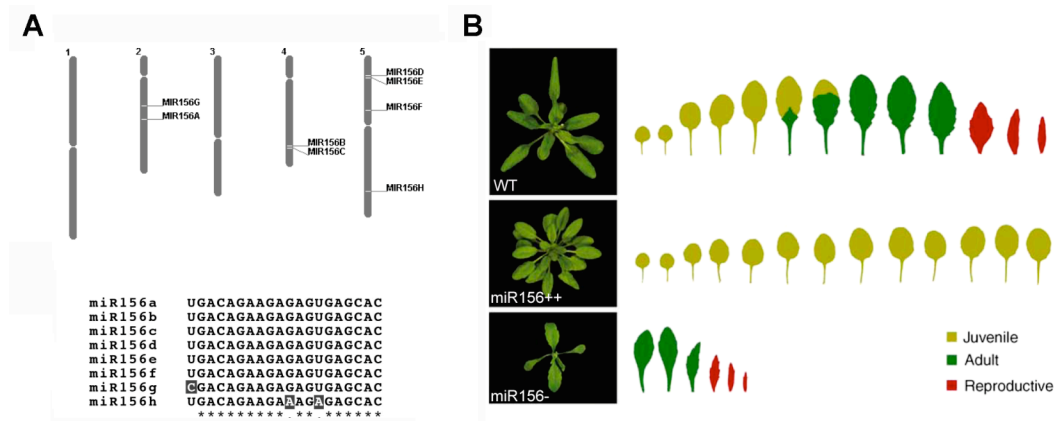 A
1
2
3
4
5
MIR156G
MIR156A
MIR156B
MIR156C
MIR156D
MIR156E
MIR156F
MIR156H
miR156a UGACAGAAGAGAGUGAGCAC
miR156b UGACAGAAGAGAGUGAGCAC
miR156c UGACAGAAGAGAGUGAGCAC
miR156d UGACAGAAGAGAGUGAGCAC
miR156e UGACAGAAGAGAGUGAGCAC
miR156f UGACAGAAGAGAGUGAGCAC
miR156g CGACAGAAGAGAGUGAGCAC
miR156h UGACAGAAGAAAGAGAGCAC
*********.**.******
B
WT
miR156++
miR156-
Juvenile
Adult
Reproductive